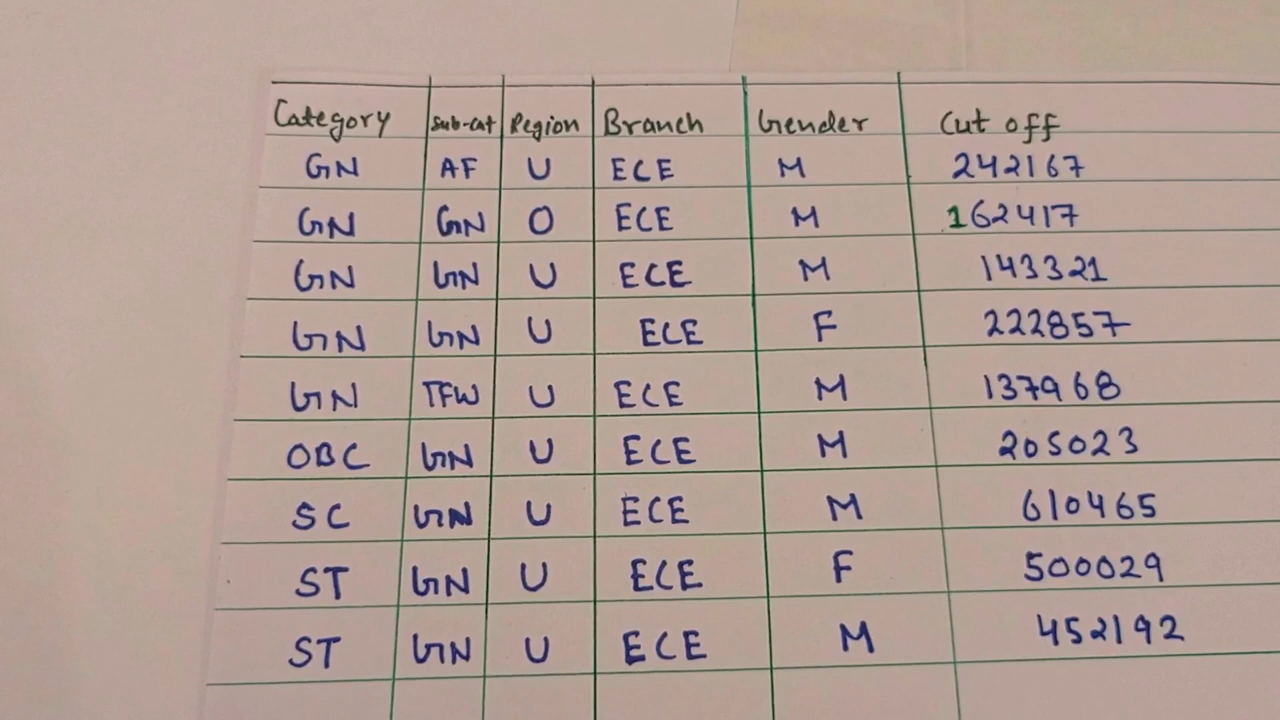 Category Sub-cat Region Branch Gender Cut off
GN AF U ECE M 242167
GN GN O ECE M 162417
GN GN U ECE M 143321
GN GN U ECE F 222857
GN TFW U ECE M 137968
OBC GN U ECE M 205023
SC GN U ECE M 610465
ST GN U ECE F 500029
ST GN U ECE M 452192